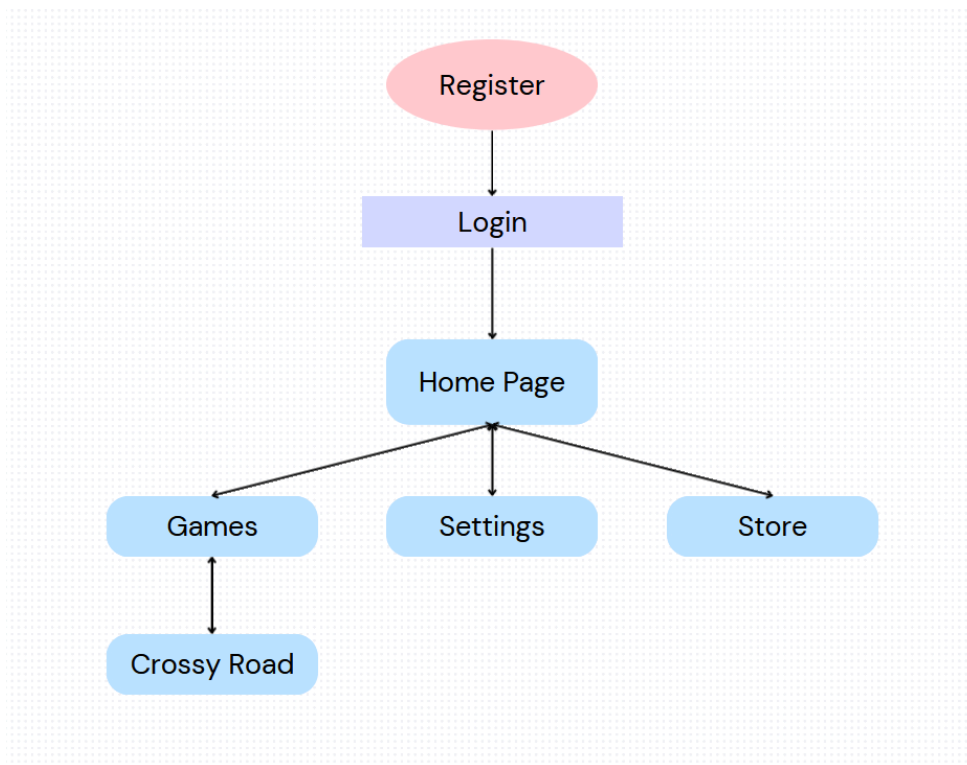 Register
Login
Home Page
Games
Settings
Store
Crossy Road